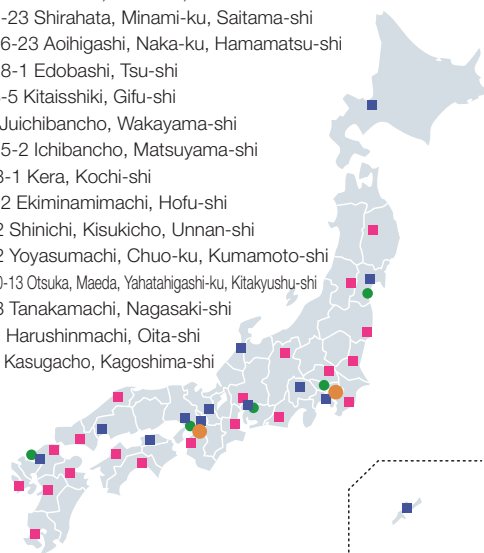 -23 Shirahata, Minami-ku, Saitama-shi
6-23 Aoihigashi, Naka-ku, Hamamatsu-shi
8-1 Edobashi, Tsu-shi
-5 Kitaisshiki, Gifu-shi
Juichibancho, Wakayama-shi
5-2 Ichibancho, Matsuyama-shi
-1 Kera, Kochi-shi
2 Ekiminamimachi, Hofu-shi
2 Shinichi, Kisukicho, Unnan-shi
2 Yoyasumachi, Chuo-ku, Kumamoto-shi
0-13 Otsuka, Maeda, Yahatahigashi-ku, Kitakyushu-shi
3 Tanakamachi, Nagasaki-shi
Harushinmachi, Oita-shi
Kasugacho, Kagoshima-shi